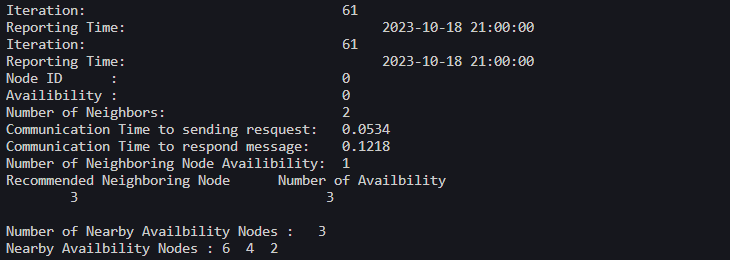 Iteration: 61
Reporting Time: 2023-10-18 21:00:00
Iteration: 61
Reporting Time: 2023-10-18 21:00:00
Node ID : 0
Availibility : 0
Number of Neighbors: 2
Communication Time to sending resquest: 0.0534
Communication Time to respond message: 0.1218
Number of Neighboring Node Availibility: 1
Recommended Neighboring Node Number of Availbility
3 3
Number of Nearby Availbility Nodes : 3
Nearby Availbility Nodes : 6 4 2